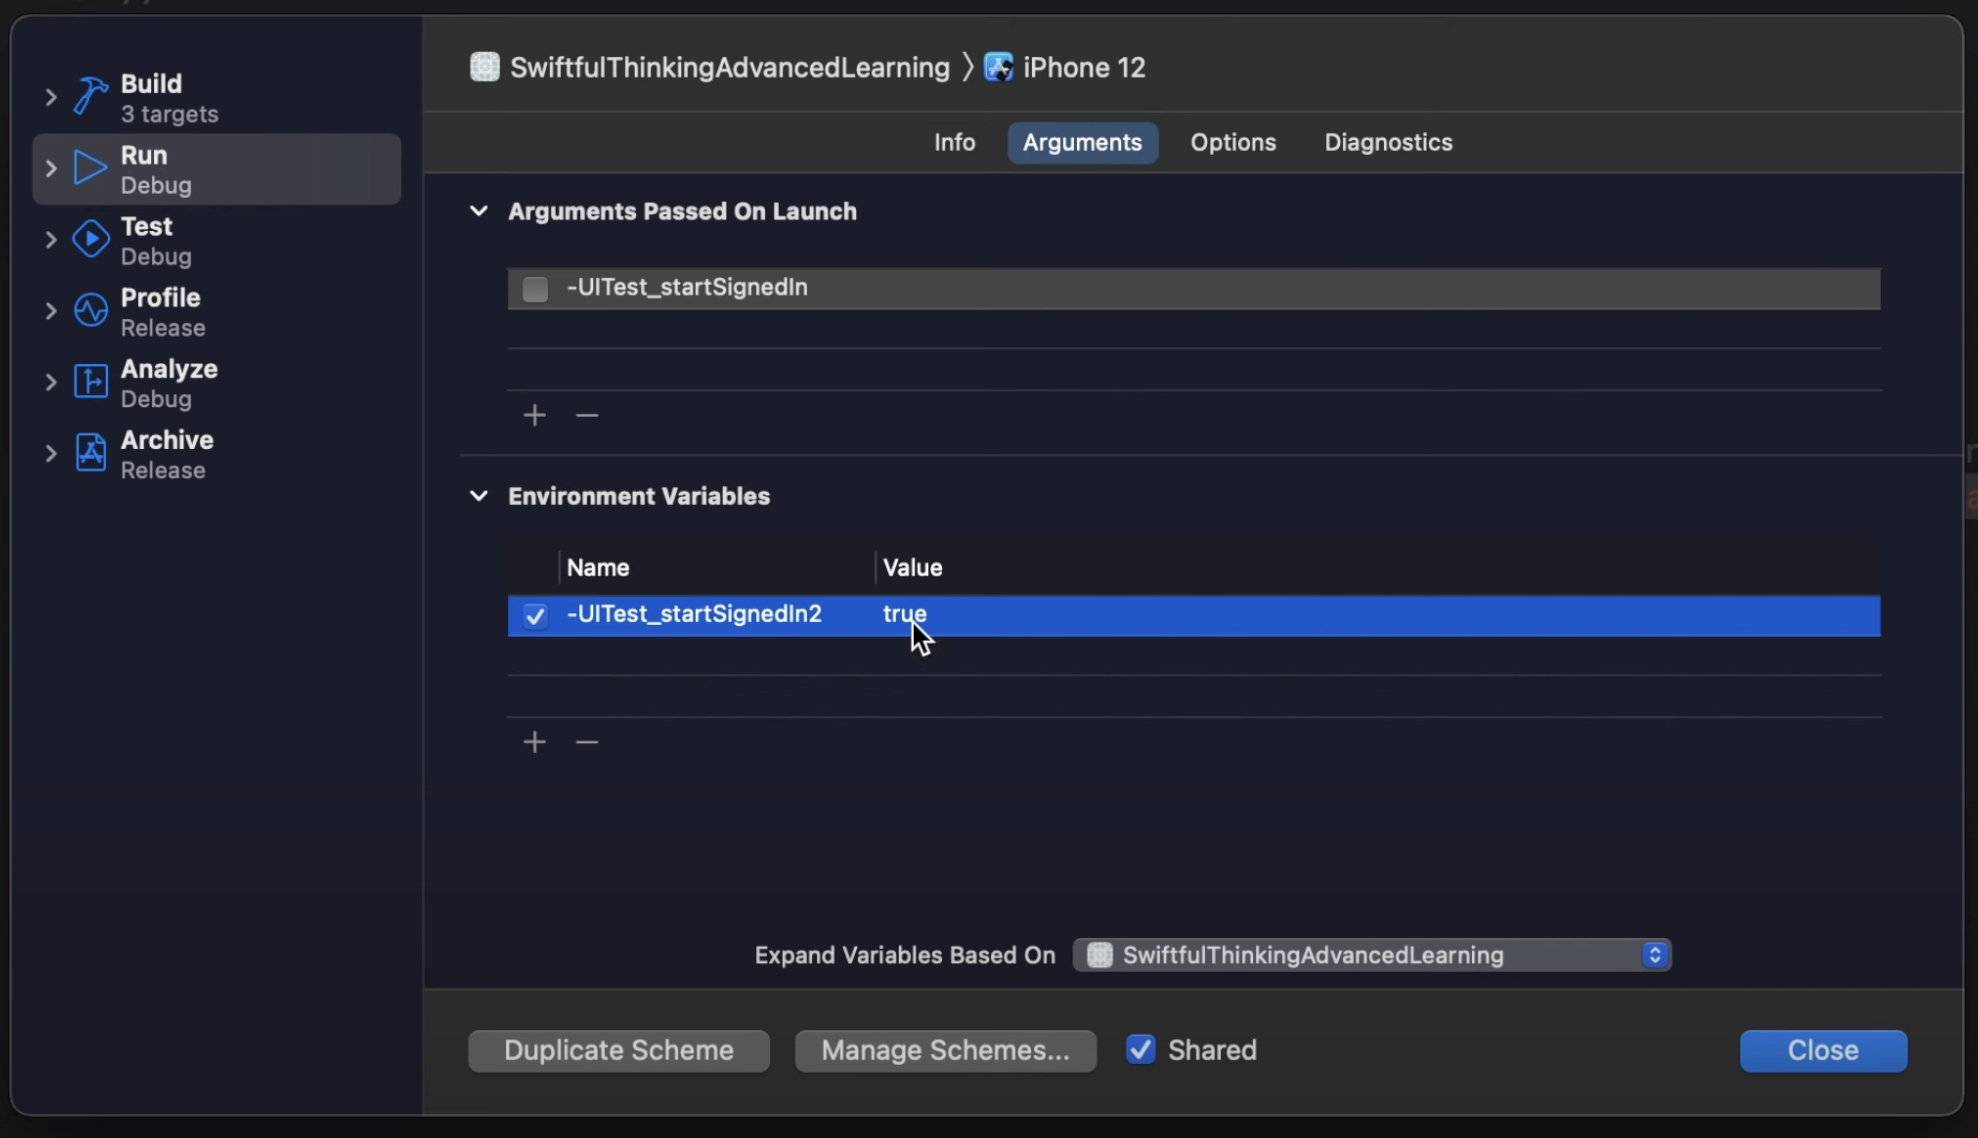 SwiftfulThinkingAdvancedLearning 〉 iPhone 12
Build
3 targets
Run
Debug
Test
Debug
Profile
Release
Analyze
Debug
Archive
Release
Info Arguments Options Diagnostics
Arguments Passed On Launch
-UITest_startSignedIn
Environment Variables
Name Value
-UITest_startSignedIn2 true
Expand Variables Based On SwiftfulThinkingAdvancedLearning
Duplicate Scheme Manage Schemes... Shared Close